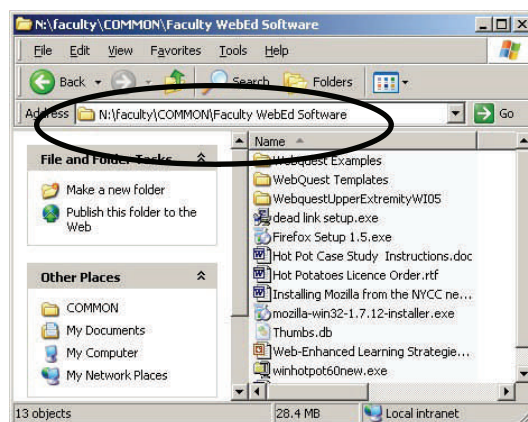 N:\faculty\COMMON\Faculty WebEd Software
File Edit View Favorites Tools Help
Back Search Folders
Address N:\faculty\COMMON\Faculty WebEd Software Go
File and Folder Tasks
Make a new folder
Publish this folder to the
Web
Other Places
COMMON
My Documents
My Computer
My Network Places
Name
Webquest Examples
WebQuest Templates
WebquestUpperExtremityWI05
dead link setup.exe
Firefox Setup 1.5.exe
Hot Pot Case Study Instructions.doc
Hot Potatoes Licence Order.rtf
Installing Mozilla from the NYCC ne...
mozilla-win32-1.7.12-installer.exe
Thumbs.db
Web-Enhanced Learning Strategie...
winhotpot60new.exe
13 objects 28.4 MB Local intranet